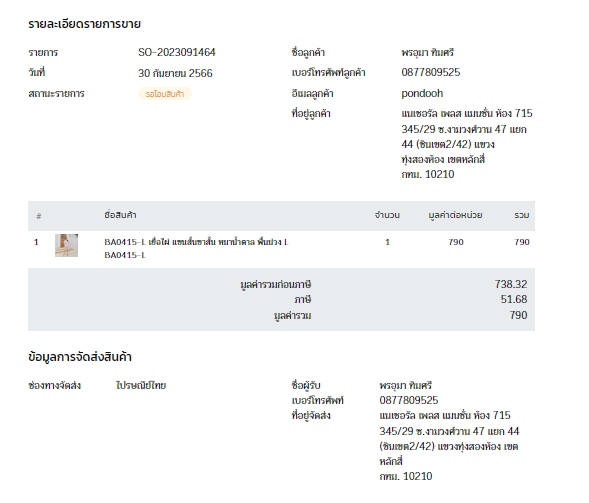 รายละเอียดรายการขาย
รายการ SO-2023091464 ชื่อลูกค้า พรอุมา ทิมศรี
วันที่ 30 กันยายน 2566 เบอร์โทรศัพท์ลูกค้า 0877809525
สถานะรายการ รอโอนสินค้า อีเมลลูกค้า pondooh
ที่อยู่ลูกค้า แนเชอรัล เพลส แมนชั่น ห้อง 715
345/29 ซ.งามวงศ์วาน 47 แยก
44 (ชินเขต2/42) แขวง
ทุ่งสองห้อง เขตหลักสี่
กทม. 10210
# ชื่อสินค้า จำนวน มูลค่าต่อหน่วย รวม
1 BA0415-L เสื้อไผ่ แขนสั้นขาสั้น หมาน้ำตาล พื้นม่วง L 1 790 790
BA0415-L
มูลค่ารวมก่อนภาษี 738.32
ภาษี 51.68
มูลค่ารวม 790
ข้อมูลการจัดส่งสินค้า
ช่องทางจัดส่ง ไปรษณีย์ไทย ชื่อผู้รับ พรอุมา ทิมศรี
เบอร์โทรศัพท์ 0877809525
ที่อยู่จัดส่ง แนเชอรัล เพลส แมนชั่น ห้อง 715
345/29 ซ.งามวงศ์วาน 47 แยก 44
(ชินเขต2/42) แขวงทุ่งสองห้อง เขต
หลักสี่
กทม. 10210